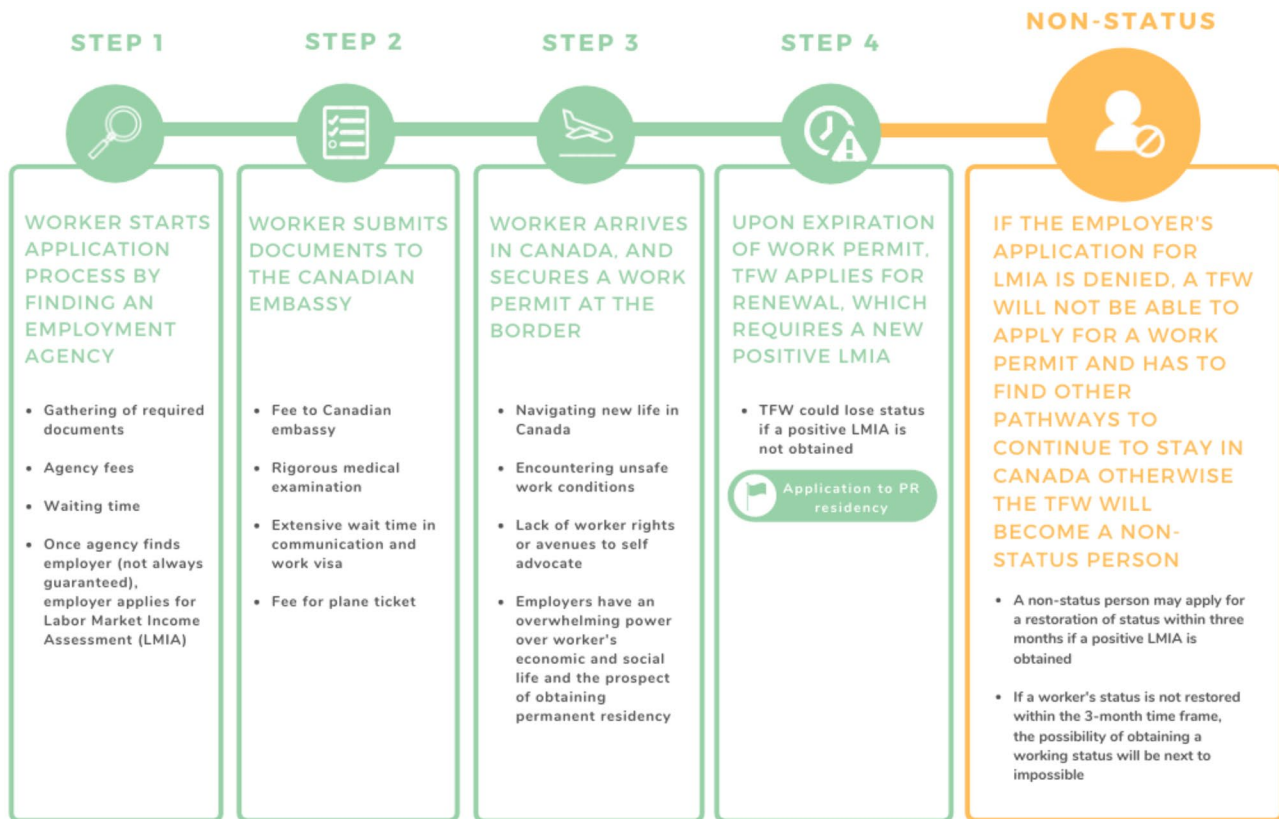 STEP 1
WORKER STARTS
APPLICATION
PROCESS BY
FINDING AN
EMPLOYMENT
AGENCY
• Gathering of required
documents
• Agency fees
• Waiting time
• Once agency finds
employer (not always
guaranteed),
employer applies for
Labor Market Income
Assessment (LMIA)
STEP 2
WORKER SUBMITS
DOCUMENTS TO
THE CANADIAN
EMBASSY
• Fee to Canadian
embassy
• Rigorous medical
examination
• Extensive wait time in
communication and
work visa
• Fee for plane ticket
STEP 3
WORKER ARRIVES
IN CANADA, AND
SECURES A WORK
PERMIT AT THE
BORDER
• Navigating new life in
Canada
• Encountering unsafe
work conditions
• Lack of worker rights
or avenues to self
advocate
• Employers have an
overwhelming power
over worker's
economic and social
life and the prospect
of obtaining
permanent residency
STEP 4
UPON EXPIRATION
OF WORK PERMIT,
TFW APPLIES FOR
RENEWAL, WHICH
REQUIRES A NEW
POSITIVE LMIA
• TFW could lose status
if a positive LMIA is
not obtained
Application to PR
residency
NON-STATUS
IF THE EMPLOYER'S
APPLICATION FOR
LMIA IS DENIED, A TFW
WILL NOT BE ABLE TO
APPLY FOR A WORK
PERMIT AND HAS TO
FIND OTHER
PATHWAYS TO
CONTINUE TO STAY IN
CANADA OTHERWISE
THE TFW WILL
BECOME A NON-
STATUS PERSON
• A non-status person may apply for
a restoration of status within three
months if a positive LMIA is
obtained
• If a worker's status is not restored
within the 3-month time frame,
the possibility of obtaining a
working status will be next to
impossible